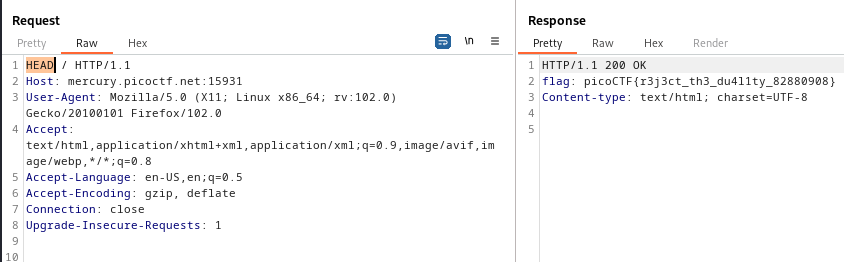 Request
Pretty Raw Hex
\n
1 HEAD / HTTP/1.1
2 Host: mercury.picoctf.net:15931
3 User-Agent: Mozilla/5.0 (X11; Linux x86_64; rv:102.0)
Gecko/20100101 Firefox/102.0
4 Accept:
text/html,application/xhtml+xml,application/xml;q=0.9,image/avif,im
age/webp,*/*;q=0.8
5 Accept-Language: en-US,en;q=0.5
6 Accept-Encoding: gzip, deflate
7 Connection: close
8 Upgrade-Insecure-Requests: 1
9
10
Response
Pretty Raw Hex Render
1 HTTP/1.1 200 OK
2 flag: picoCTF{r3j3ct_th3_du4l1ty_82880908}
3 Content-type: text/html; charset=UTF-8
4
5